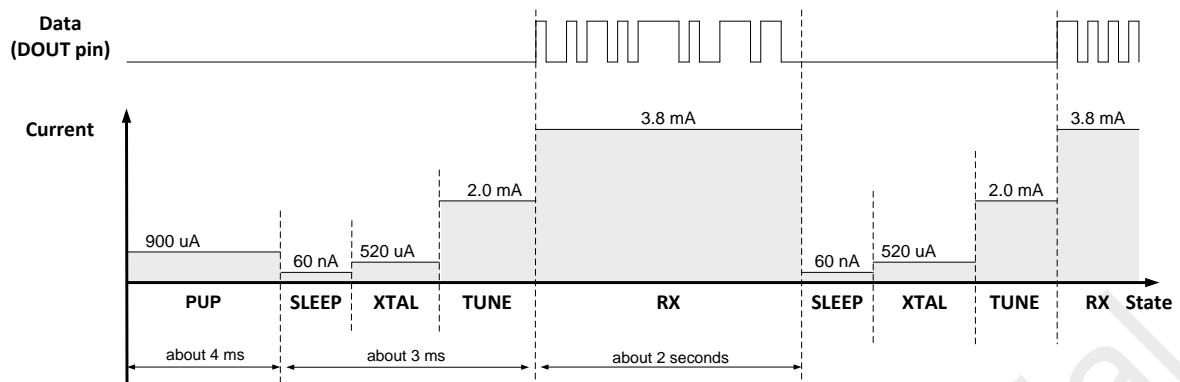 Data
(DOUT pin)
Current
3.8 mA
3.8 mA
2.0 mA
2.0 mA
900 uA
60 nA
520 uA
60 nA
520 uA
PUP
SLEEP
XTAL
TUNE
RX
SLEEP
XTAL
TUNE
RX
State
about 4 ms
about 3 ms
about 2 seconds